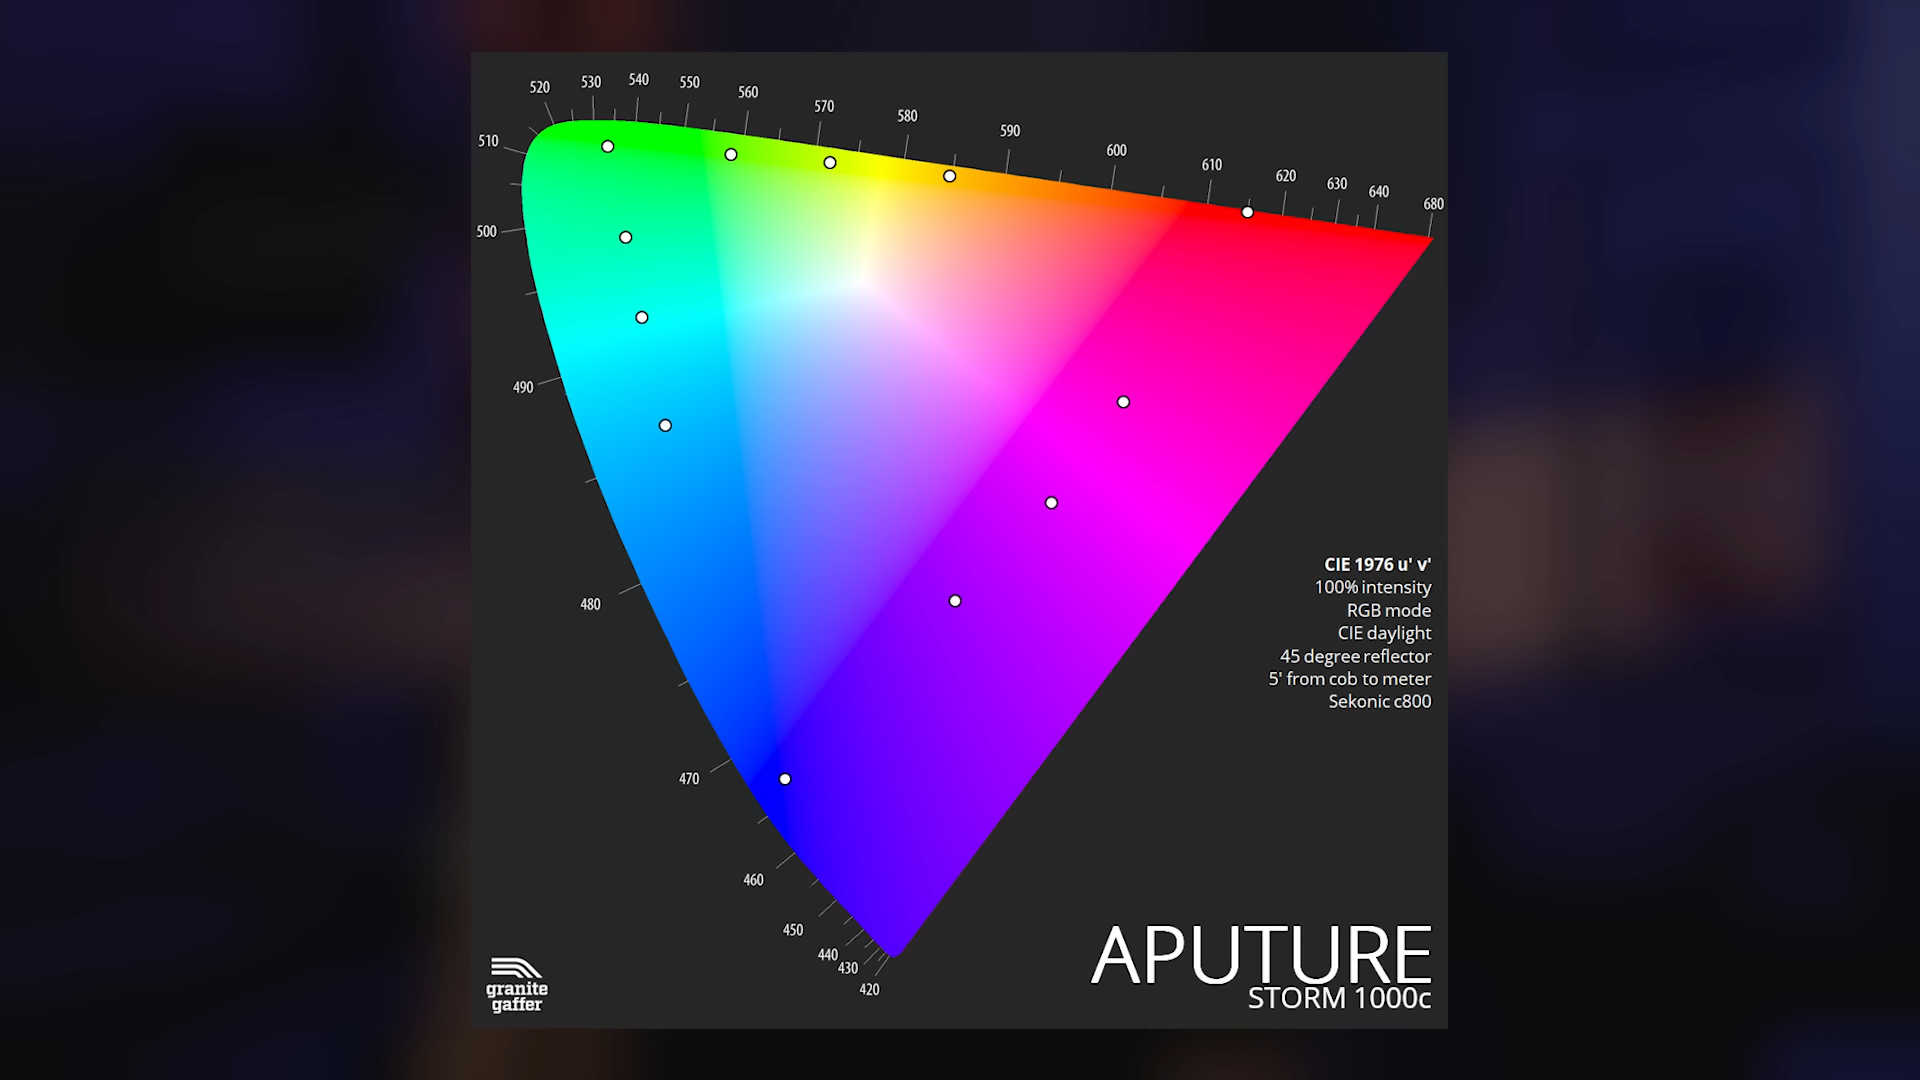 520
530
540
550
560
570
580
590
600
610
620
630
640
680
510
500
490
480
470
460
450
440
430
420
CIE 1976 u' v'
100% intensity
RGB mode
CIE daylight
45 degree reflector
5' from cob to meter
Sekonic c800
APUTURE
STORM 1000c
granite
gaffer